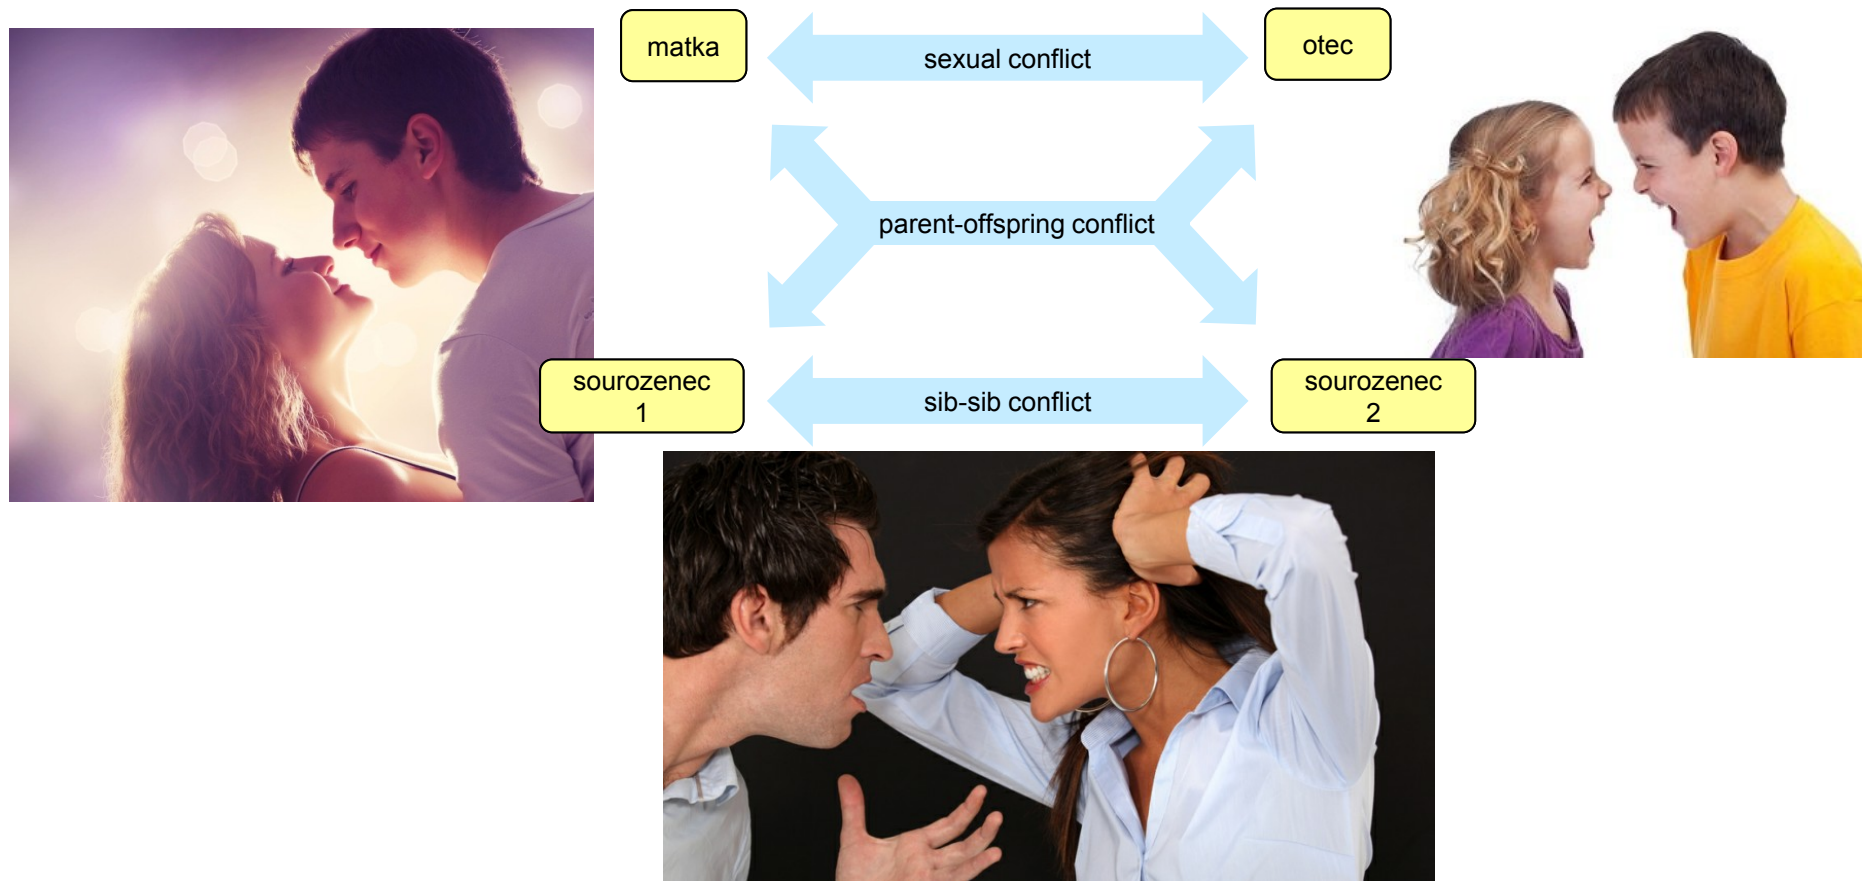 matka
sexual conflict
otec
parent-offspring conflict
sourozenec
1
sib-sib conflict
sourozenec
2